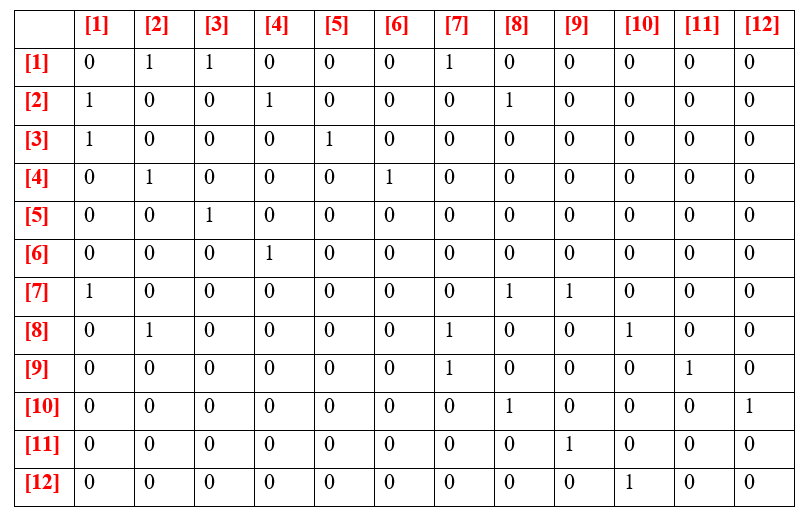 [1] [2] [3] [4] [5] [6] [7] [8] [9] [10] [11] [12]
[1] 0 1 1 0 0 0 1 0 0 0 0 0
[2] 1 0 0 1 0 0 0 1 0 0 0 0
[3] 1 0 0 0 1 0 0 0 0 0 0 0
[4] 0 1 0 0 0 1 0 0 0 0 0 0
[5] 0 0 1 0 0 0 0 0 0 0 0 0
[6] 0 0 0 1 0 0 0 0 0 0 0 0
[7] 1 0 0 0 0 0 0 1 1 0 0 0
[8] 0 1 0 0 0 0 1 0 0 1 0 0
[9] 0 0 0 0 0 0 1 0 0 0 1 0
[10] 0 0 0 0 0 0 0 1 0 0 0 1
[11] 0 0 0 0 0 0 0 0 1 0 0 0
[12] 0 0 0 0 0 0 0 0 0 1 0 0